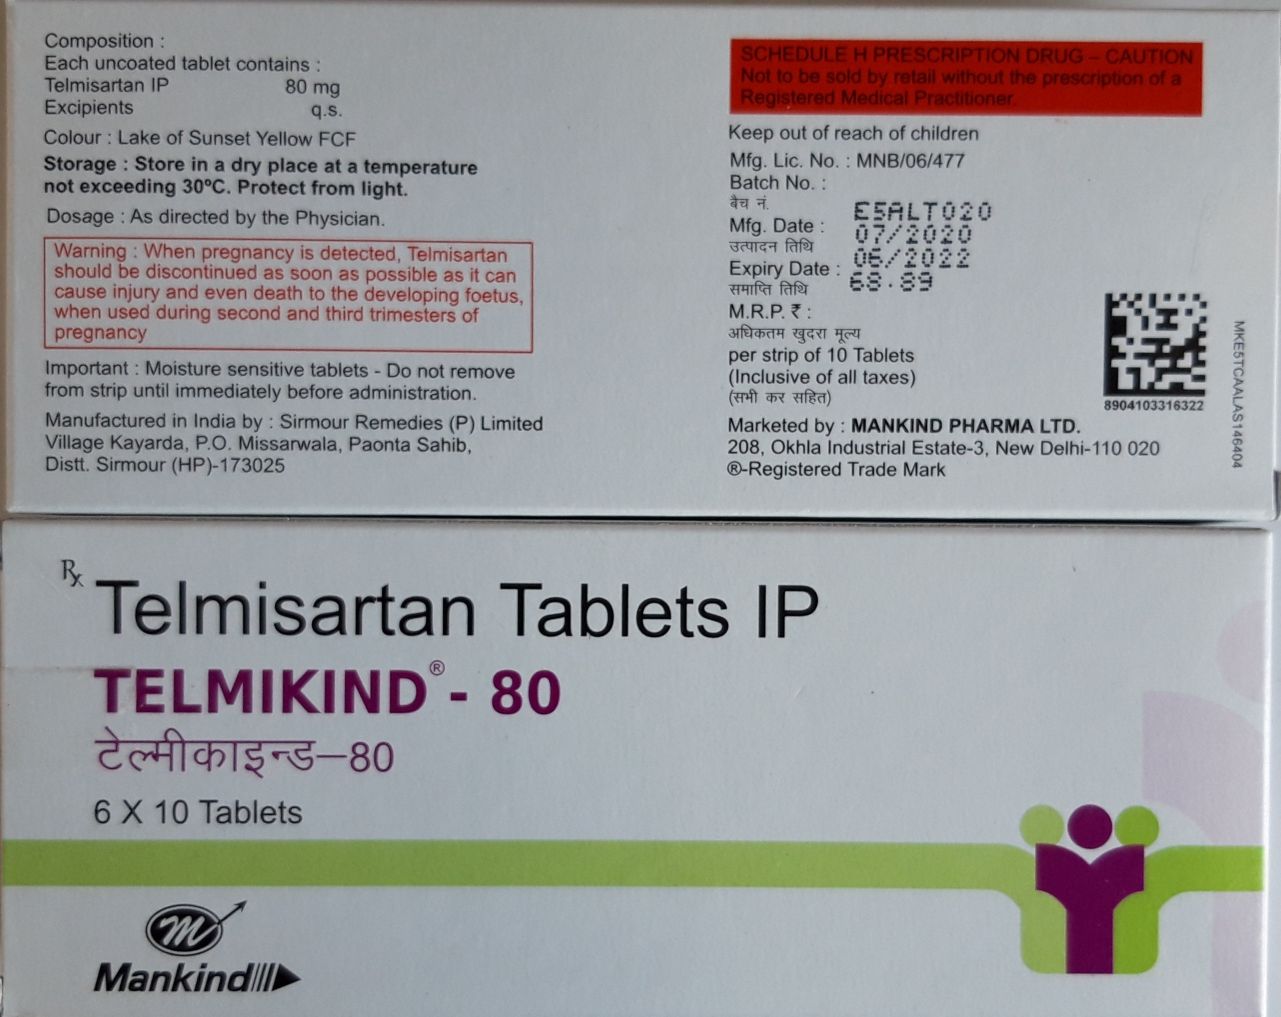 Composition :
Each uncoated tablet contains :
Telmisartan IP 80 mg
Excipients q.s.
Colour : Lake of Sunset Yellow FCF
Storage : Store in a dry place at a temperature
not exceeding 30ºC. Protect from light.
Dosage : As directed by the Physician.
Warning : When pregnancy is detected, Telmisartan
should be discontinued as soon as possible as it can
cause injury and even death to the developing foetus,
when used during second and third trimesters of
pregnancy
Important : Moisture sensitive tablets - Do not remove
from strip until immediately before administration.
Manufactured in India by : Sirmour Remedies (P) Limited
Village Kayarda, P.O. Missarwala, Paonta Sahib,
Distt. Sirmour (HP)-173025
SCHEDULE H PRESCRIPTION DRUG – CAUTION
Not to be sold by retail without the prescription of a
Registered Medical Practitioner.
Keep out of reach of children
Mfg. Lic. No. : MNB/06/477
Batch No. :
बैच नं.
E5ALT020
Mfg. Date : 07/2020
उत्पादन तिथि
06/2022
Expiry Date :
समाप्ति तिथि
68.89
M.R.P. ₹ :
अधिकतम खुदरा मूल्य
per strip of 10 Tablets
(Inclusive of all taxes)
(सभी कर सहित)
Marketed by : MANKIND PHARMA LTD.
208, Okhla Industrial Estate-3, New Delhi-110 020
®-Registered Trade Mark
8904103316322
MKE5TCAALAS146404
Rx
Telmisartan Tablets IP
TELMIKIND® - 80
टेल्मीकाइन्ड–80
6 X 10 Tablets
m
Mankind